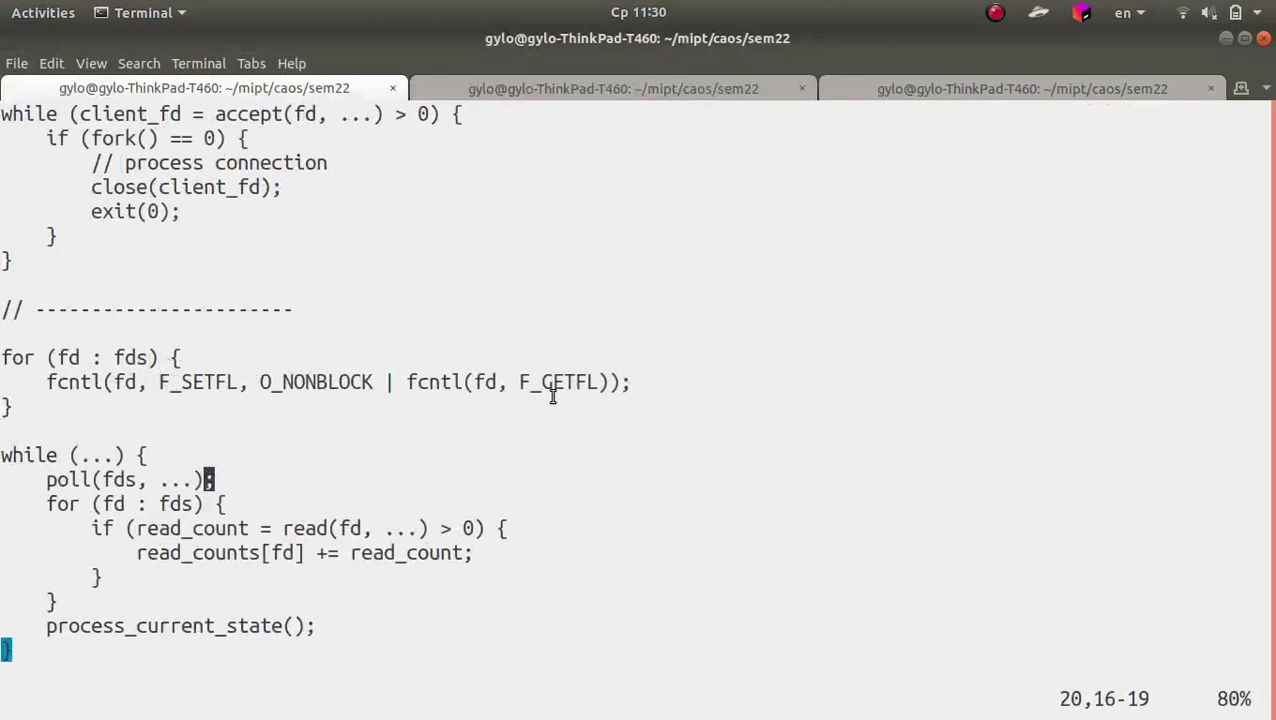 Activities Terminal Ср 11:30 en
gylo@gylo-ThinkPad-T460: ~/mipt/caos/sem22
File Edit View Search Terminal Tabs Help
gylo@gylo-ThinkPad-T460: ~/mipt/caos/sem22 × gylo@gylo-ThinkPad-T460: ~/mipt/caos/sem22 × gylo@gylo-ThinkPad-T460: ~/mipt/caos/sem22 ×
while (client_fd = accept(fd, ...) > 0) {
    if (fork() == 0) {
        // process connection
        close(client_fd);
        exit(0);
    }
}

// -----------------------

for (fd : fds) {
    fcntl(fd, F_SETFL, O_NONBLOCK | fcntl(fd, F_GETFL));
}

while (...) {
    poll(fds, ...);
    for (fd : fds) {
        if (read_count = read(fd, ...) > 0) {
            read_counts[fd] += read_count;
        }
    }
    process_current_state();
}
20,16-19 80%